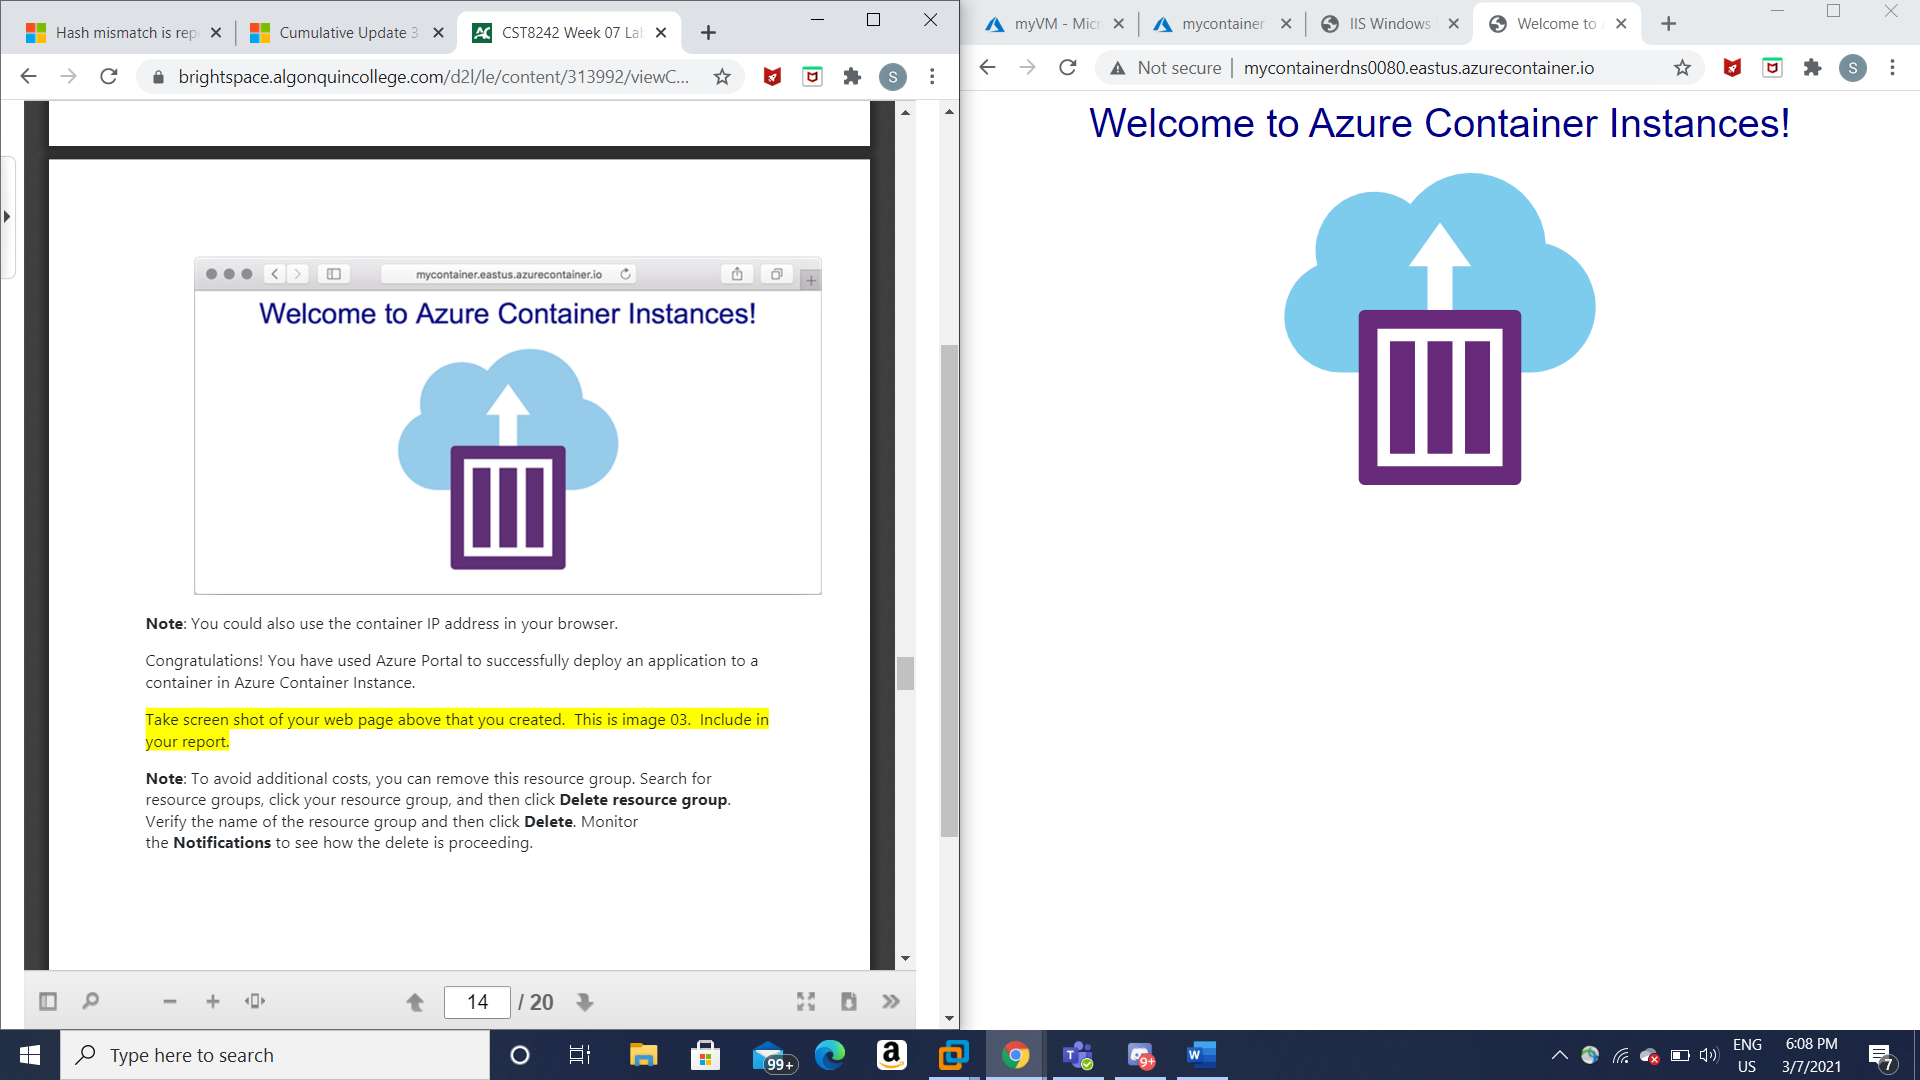 Hash mismatch is rep
Cumulative Update 3
CST8242 Week 07 La
brightspace.algonquincollege.com/d2l/le/content/313992/viewC...
S
mycontainer.eastus.azurecontainer.io
Welcome to Azure Container Instances!
Note: You could also use the container IP address in your browser.
Congratulations! You have used Azure Portal to successfully deploy an application to a
container in Azure Container Instance.
Take screen shot of your web page above that you created.  This is image 03.  Include in
your report.
Note: To avoid additional costs, you can remove this resource group. Search for
resource groups, click your resource group, and then click Delete resource group.
Verify the name of the resource group and then click Delete. Monitor
the Notifications to see how the delete is proceeding.
14 / 20
myVM - Micr
mycontainer
IIS Windows
Welcome to
Not secure
mycontainerdns0080.eastus.azurecontainer.io
S
Welcome to Azure Container Instances!
Type here to search
99+
9+
ENG
US
6:08 PM
3/7/2021
7